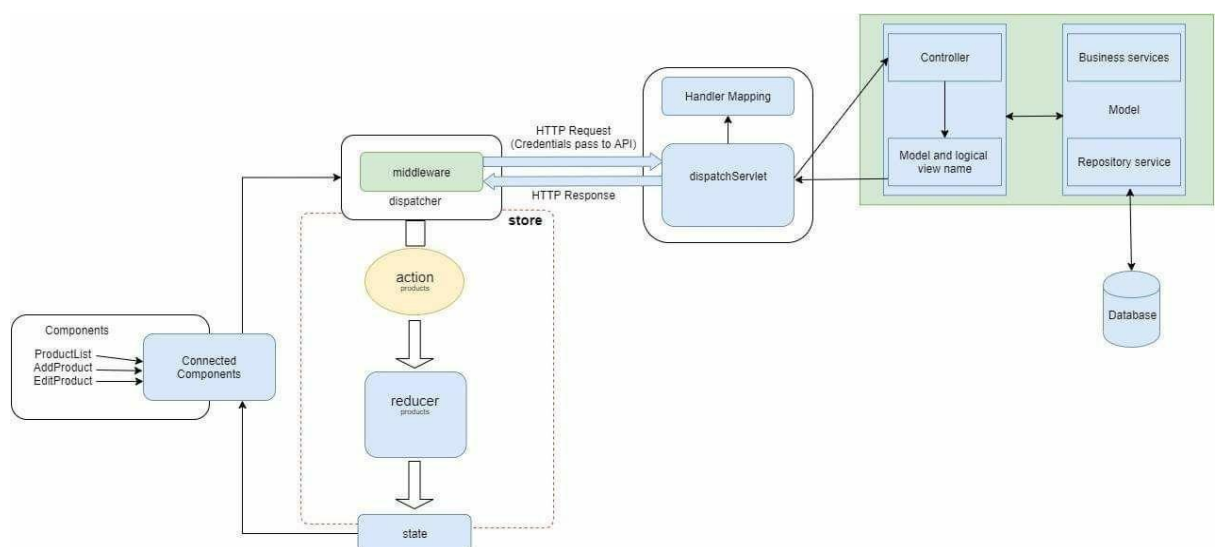 Components
ProductList
AddProduct
EditProduct
Connected
Components
middleware
dispatcher
store
action
products
reducer
products
state
HTTP Request
(Credentials pass to API)
HTTP Response
Handler Mapping
dispatchServlet
Controller
Model and logical
view name
Business services
Model
Repository service
Database